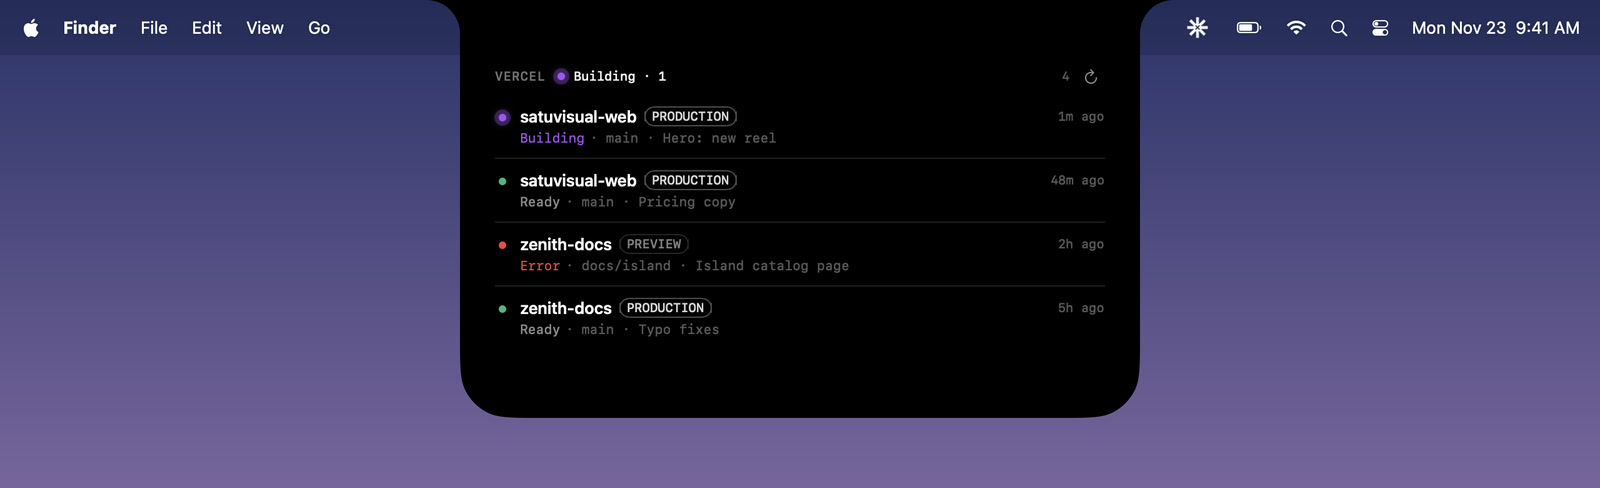 Finder File Edit View Go Mon Nov 23 9:41 AM
VERCEL Building · 1 4
satuvisual-web PRODUCTION 1m ago
Building · main · Hero: new reel
satuvisual-web PRODUCTION 48m ago
Ready · main · Pricing copy
zenith-docs PREVIEW 2h ago
Error · docs/island · Island catalog page
zenith-docs PRODUCTION 5h ago
Ready · main · Typo fixes